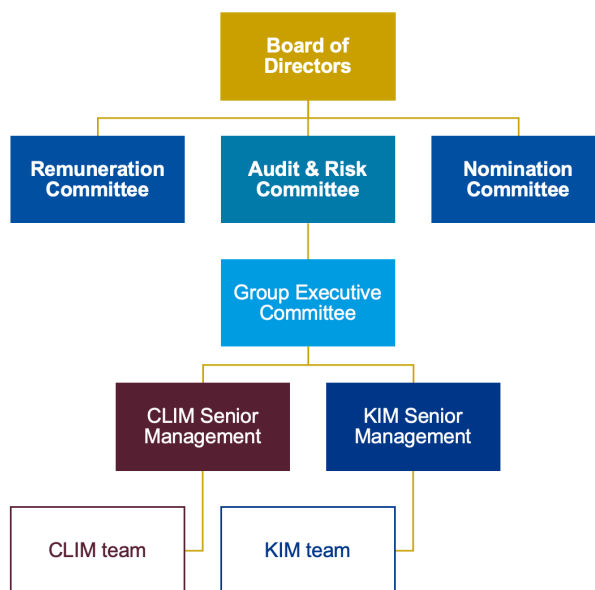 Board of
Directors
Remuneration
Committee
Audit & Risk
Committee
Nomination
Committee
Group Executive
Committee
CLIM Senior
Management
KIM Senior
Management
CLIM team
KIM team